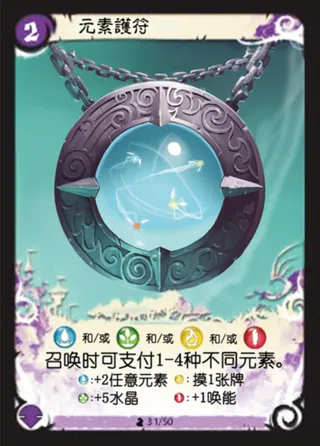 2
元素護符
和/或 和/或 和/或
召唤时可支付1-4种不同元素。
:+2任意元素 :摸1张牌
:+5水晶 :+1唤能
31/50